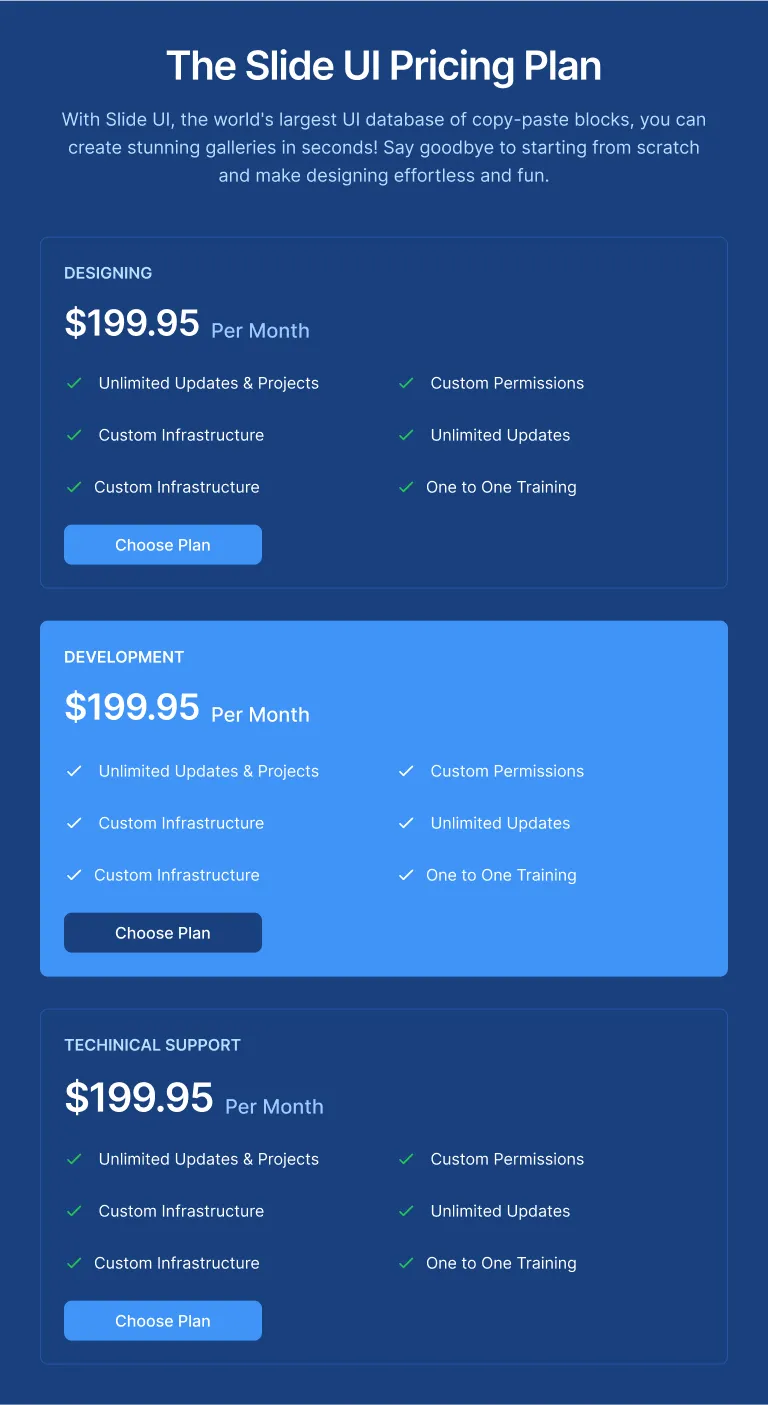 The Slide UI Pricing Plan
With Slide UI, the world's largest UI database of copy-paste blocks, you can
create stunning galleries in seconds! Say goodbye to starting from scratch
and make designing effortless and fun.
DESIGNING
$199.95 Per Month
Unlimited Updates & Projects Custom Permissions
Custom Infrastructure Unlimited Updates
Custom Infrastructure One to One Training
Choose Plan
DEVELOPMENT
$199.95 Per Month
Unlimited Updates & Projects Custom Permissions
Custom Infrastructure Unlimited Updates
Custom Infrastructure One to One Training
Choose Plan
TECHINICAL SUPPORT
$199.95 Per Month
Unlimited Updates & Projects Custom Permissions
Custom Infrastructure Unlimited Updates
Custom Infrastructure One to One Training
Choose Plan